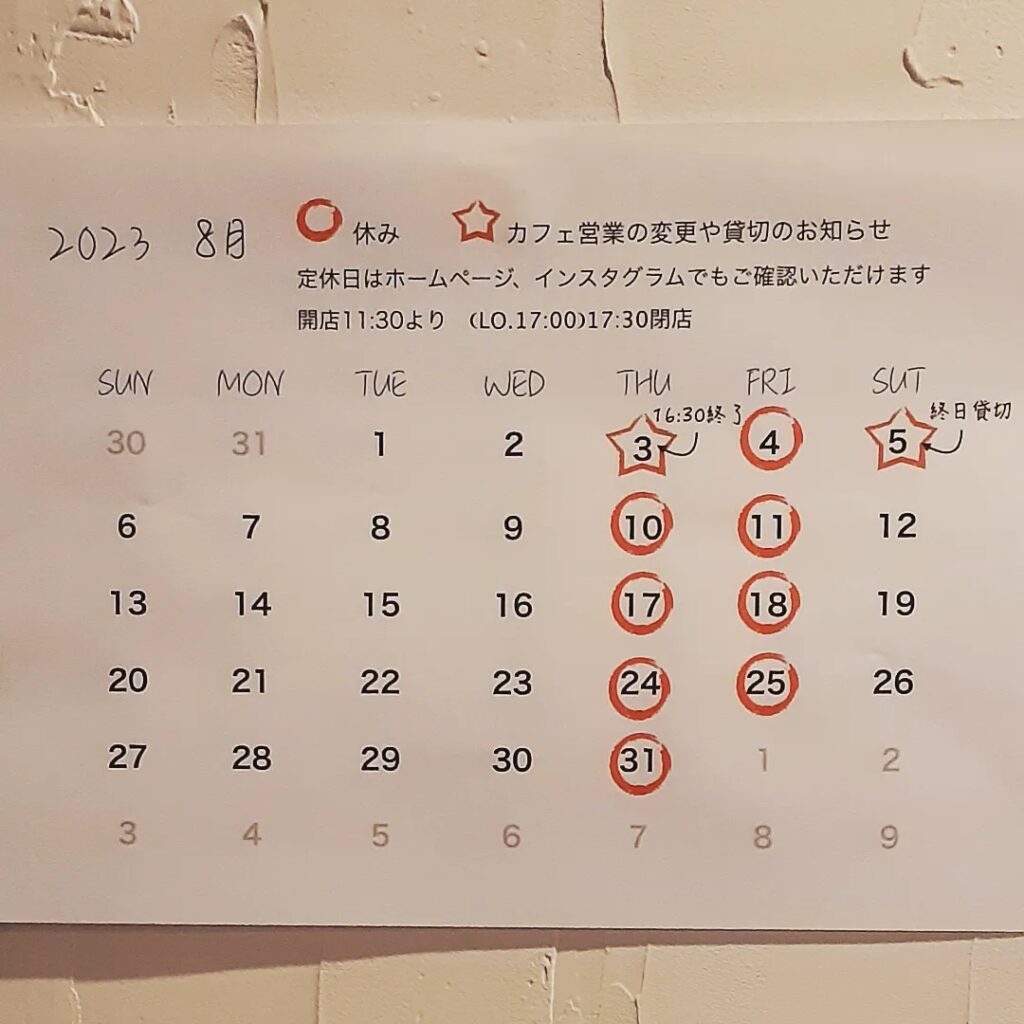 2023 8月
休み カフェ営業の変更や貸切のお知らせ
定休日はホームページ、インスタグラムでもご確認いただけます
開店11:30より (LO.17:00)17:30閉店
SUN MON TUE WED THU FRI SUT
16:30終了 終日貸切
30 31 1 2 3 4 5
6 7 8 9 10 11 12
13 14 15 16 17 18 19
20 21 22 23 24 25 26
27 28 29 30 31 1 2
3 4 5 6 7 8 9